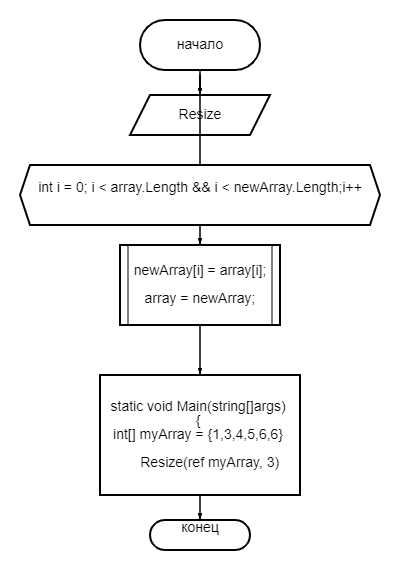 начало
Resize
int i = 0; i < array.Length && i < newArray.Length;i++
newArray[i] = array[i];
array = newArray;
static void Main(string[]args)
{
int[] myArray = {1,3,4,5,6,6}
Resize(ref myArray, 3)
конец